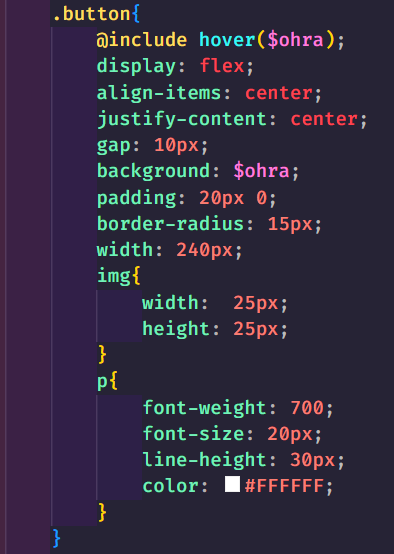 .button{
@include hover($ohra);
display: flex;
align-items: center;
justify-content: center;
gap: 10px;
background: $ohra;
padding: 20px 0;
border-radius: 15px;
width: 240px;
img{
width:  25px;
height: 25px;
}
p{
font-weight: 700;
font-size: 20px;
line-height: 30px;
color: #FFFFFF;
}
}